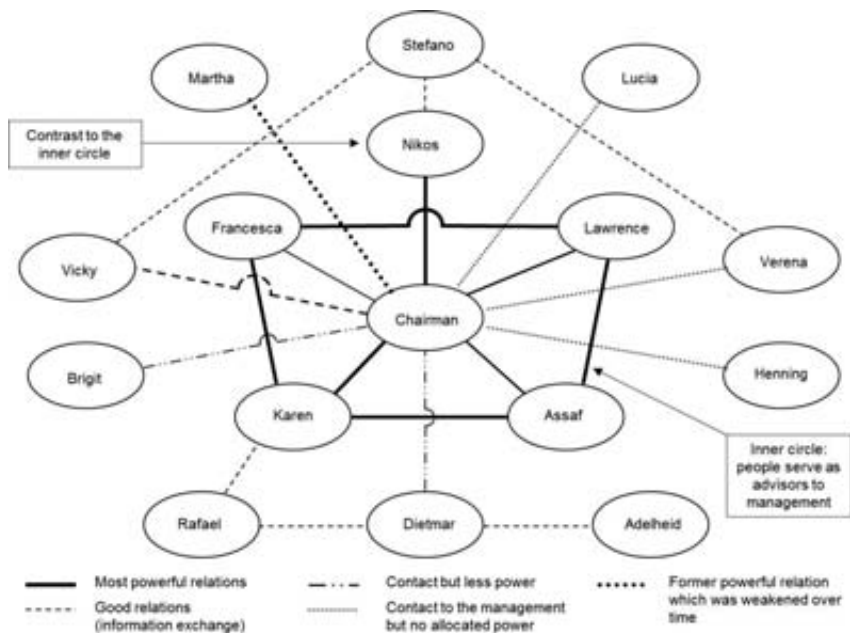 Stefano
Martha
Lucia
Contrast to the
inner circle
Nikos
Francesca
Lawrence
Vicky
Verena
Chairman
Brigit
Henning
Karen
Assaf
Inner circle:
people serve as
advisors to
management
Rafael
Dietmar
Adelheid
Most powerful relations
Good relations
(information exchange)
Contact but less power
Contact to the management
but no allocated power
Former powerful relation
which was weakened over
time